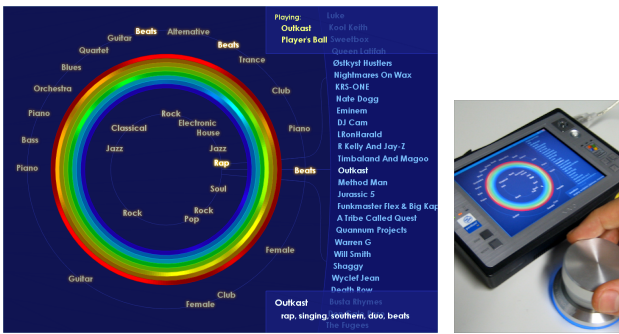 Beats
Alternative
Guitar
Beats
Quartet
Trance
Blues
Orchestra
Club
Piano
Piano
Bass
Piano
Beats
Guitar
Female
Club
Female
Rock
Classical
Electronic
House
Jazz
Jazz
Rap
Soul
Rock
Rock
Pop
Playing:
Outkast
Player's Ball
Luke
Kool Keith
Sweetbox
Queen Latifah
Østkyst Hustlers
Nightmares On Wax
KRS-ONE
Nate Dogg
Eminem
DJ Cam
LRonHarald
R Kelly And Jay-Z
Timbaland And Magoo
Outkast
Method Man
Jurassic 5
Funkmaster Flex & Big Kap
A Tribe Called Quest
Quannum Projects
Warren G
Will Smith
Shaggy
Wyclef Jean
Death Row
Busta Rhymes
The Fugees
Outkast
rap, singing, southern, duo, beats